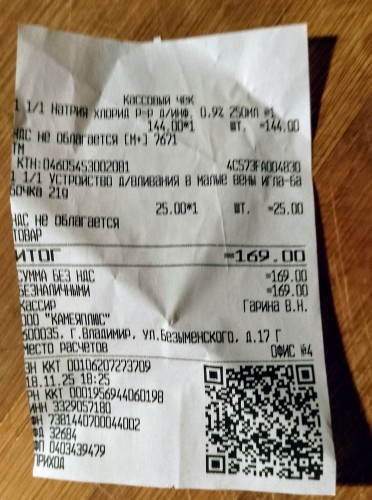 Кассовый чек
1 1/1 Натрия хлорид р-р д/инф. 0.9% 250мл №1
144.00*1 шт. =144.00
НДС не облагается [М+] 7671
ТМ
КТН:04605453002081 4C573FA004830
1 1/1 Устройство д/вливания в малые вены игла-ба
бочка 21g
25.00*1 шт. =25.00
НДС не облагается
ТОВАР
ИТОГ =169.00
СУММА БЕЗ НДС =169.00
БЕЗНАЛИЧНЫМИ =169.00
Кассир Гарина В.Н.
ООО "КАМЕЯПЛЮС"
600035, г.Владимир, ул.Безыменского, д.17 Г
Место расчетов ОФИС №4
ЗН ККТ 00106207273709
18.11.25 18:25
РН ККТ 0001956944060198
ИНН 3329057180
ФН 7381440700044002
ФД 32684
ФП 0403439479
ПРИХОД